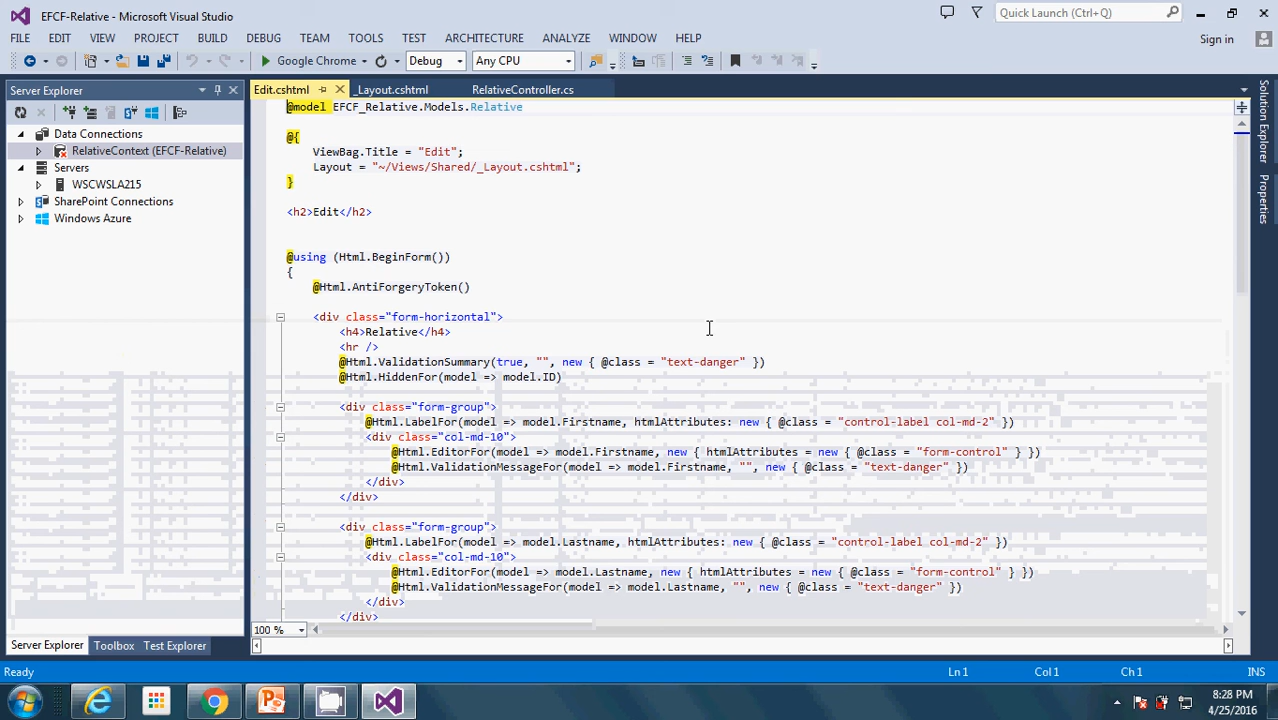 EFCF-Relative - Microsoft Visual Studio
Quick Launch (Ctrl+Q)
FILE EDIT VIEW PROJECT BUILD DEBUG TEAM TOOLS TEST ARCHITECTURE ANALYZE WINDOW HELP
Sign in
Google Chrome Debug Any CPU
Server Explorer
Edit.cshtml _Layout.cshtml RelativeController.cs
Data Connections
RelativeContext (EFCF-Relative)
Servers
WSCWSLA215
SharePoint Connections
Windows Azure
@model EFCF_Relative.Models.Relative
@{
ViewBag.Title = "Edit";
Layout = "~/Views/Shared/_Layout.cshtml";
}
<h2>Edit</h2>
@using (Html.BeginForm())
{
@Html.AntiForgeryToken()
<div class="form-horizontal">
<h4>Relative</h4>
<hr />
@Html.ValidationSummary(true, "", new { @class = "text-danger" })
@Html.HiddenFor(model => model.ID)
<div class="form-group">
@Html.LabelFor(model => model.Firstname, htmlAttributes: new { @class = "control-label col-md-2" })
<div class="col-md-10">
@Html.EditorFor(model => model.Firstname, new { htmlAttributes = new { @class = "form-control" } })
@Html.ValidationMessageFor(model => model.Firstname, "", new { @class = "text-danger" })
</div>
</div>
<div class="form-group">
@Html.LabelFor(model => model.Lastname, htmlAttributes: new { @class = "control-label col-md-2" })
<div class="col-md-10">
@Html.EditorFor(model => model.Lastname, new { htmlAttributes = new { @class = "form-control" } })
@Html.ValidationMessageFor(model => model.Lastname, "", new { @class = "text-danger" })
</div>
</div>
Solution Explorer
Properties
100 %
Server Explorer Toolbox Test Explorer
Ready
Ln 1 Col 1 Ch 1 INS
8:28 PM
4/25/2016